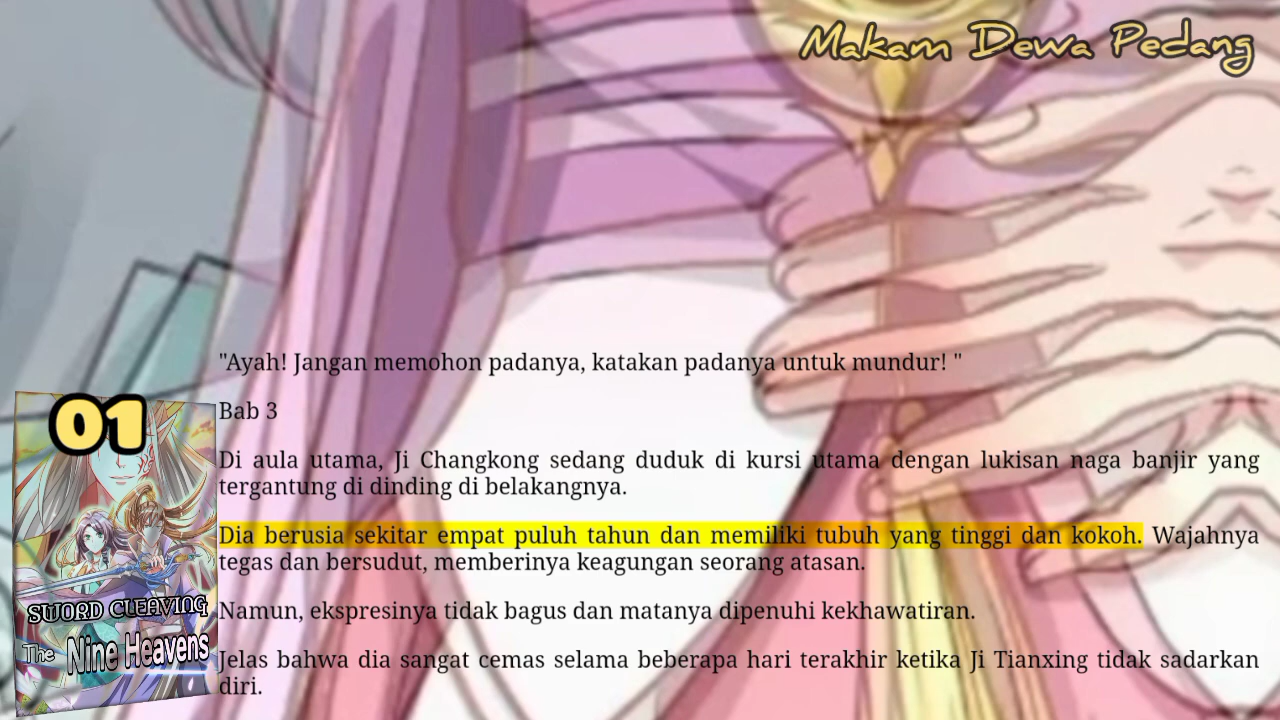 Makam Dewa Pedang
"Ayah! Jangan memohon padanya, katakan padanya untuk mundur! "
Bab 3
Di aula utama, Ji Changkong sedang duduk di kursi utama dengan lukisan naga banjir yang
tergantung di dinding di belakangnya.
Dia berusia sekitar empat puluh tahun dan memiliki tubuh yang tinggi dan kokoh. Wajahnya
tegas dan bersudut, memberinya keagungan seorang atasan.
Namun, ekspresinya tidak bagus dan matanya dipenuhi kekhawatiran.
Jelas bahwa dia sangat cemas selama beberapa hari terakhir ketika Ji Tianxing tidak sadarkan
diri.
01
SWORD CLEAVING
The Nine Heavens